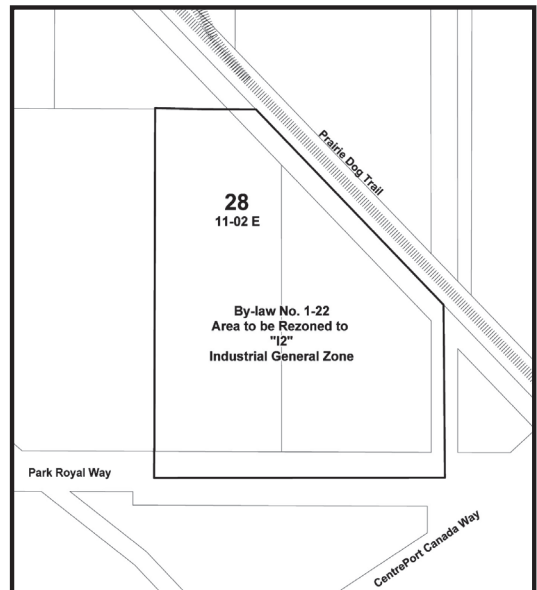 Prairie Dog Trail
28
11-02 E
By-law No. 1-22
Area to be Rezoned to
"I2"
Industrial General Zone
Park Royal Way
CentrePort Canada Way